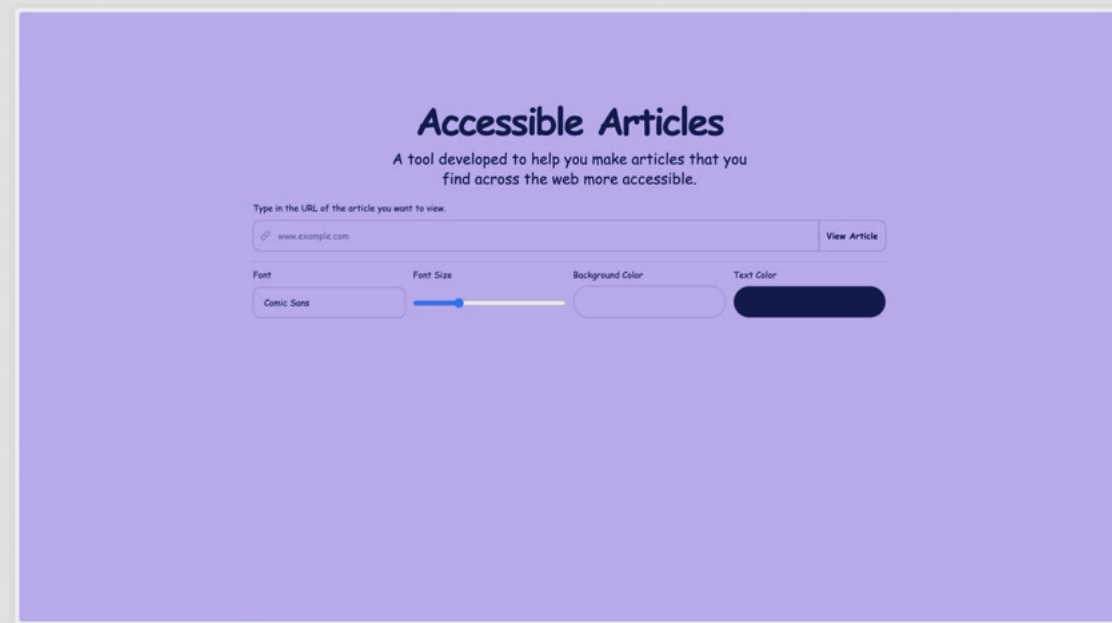 Accessible Articles
A tool developed to help you make articles that you
find across the web more accessible.
Type in the URL of the article you want to view.
www.example.com
View Article
Font
Font Size
Background Color
Text Color
Comic Sans